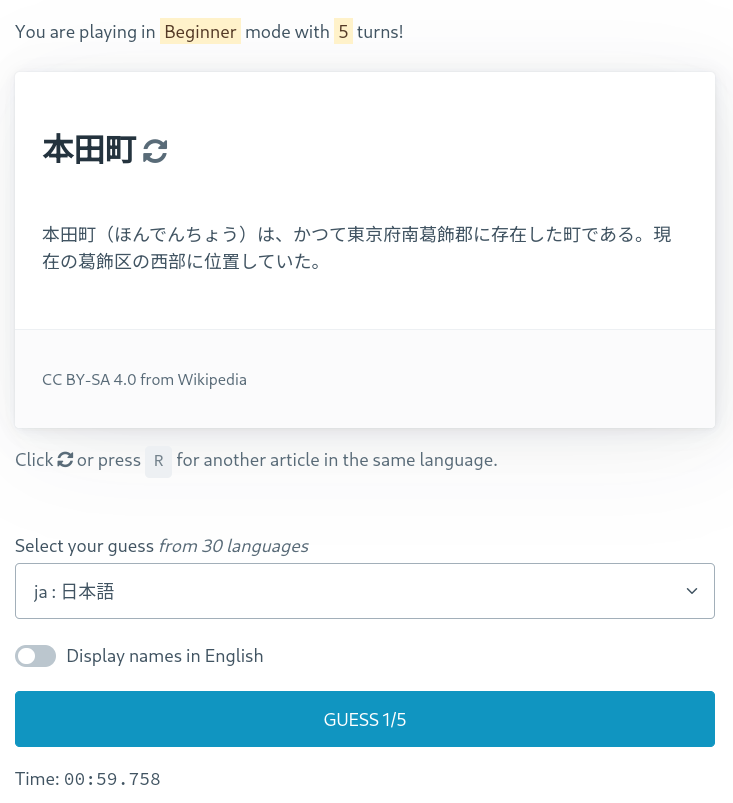 You are playing in Beginner mode with 5 turns!
本田町
本田町（ほんでんちょう）は、かつて東京府南葛飾郡に存在した町である。現
在の葛飾区の西部に位置していた。
CC BY-SA 4.0 from Wikipedia
Click or press R for another article in the same language.
Select your guess from 30 languages
ja : 日本語
Display names in English
GUESS 1/5
Time: 00:59.758